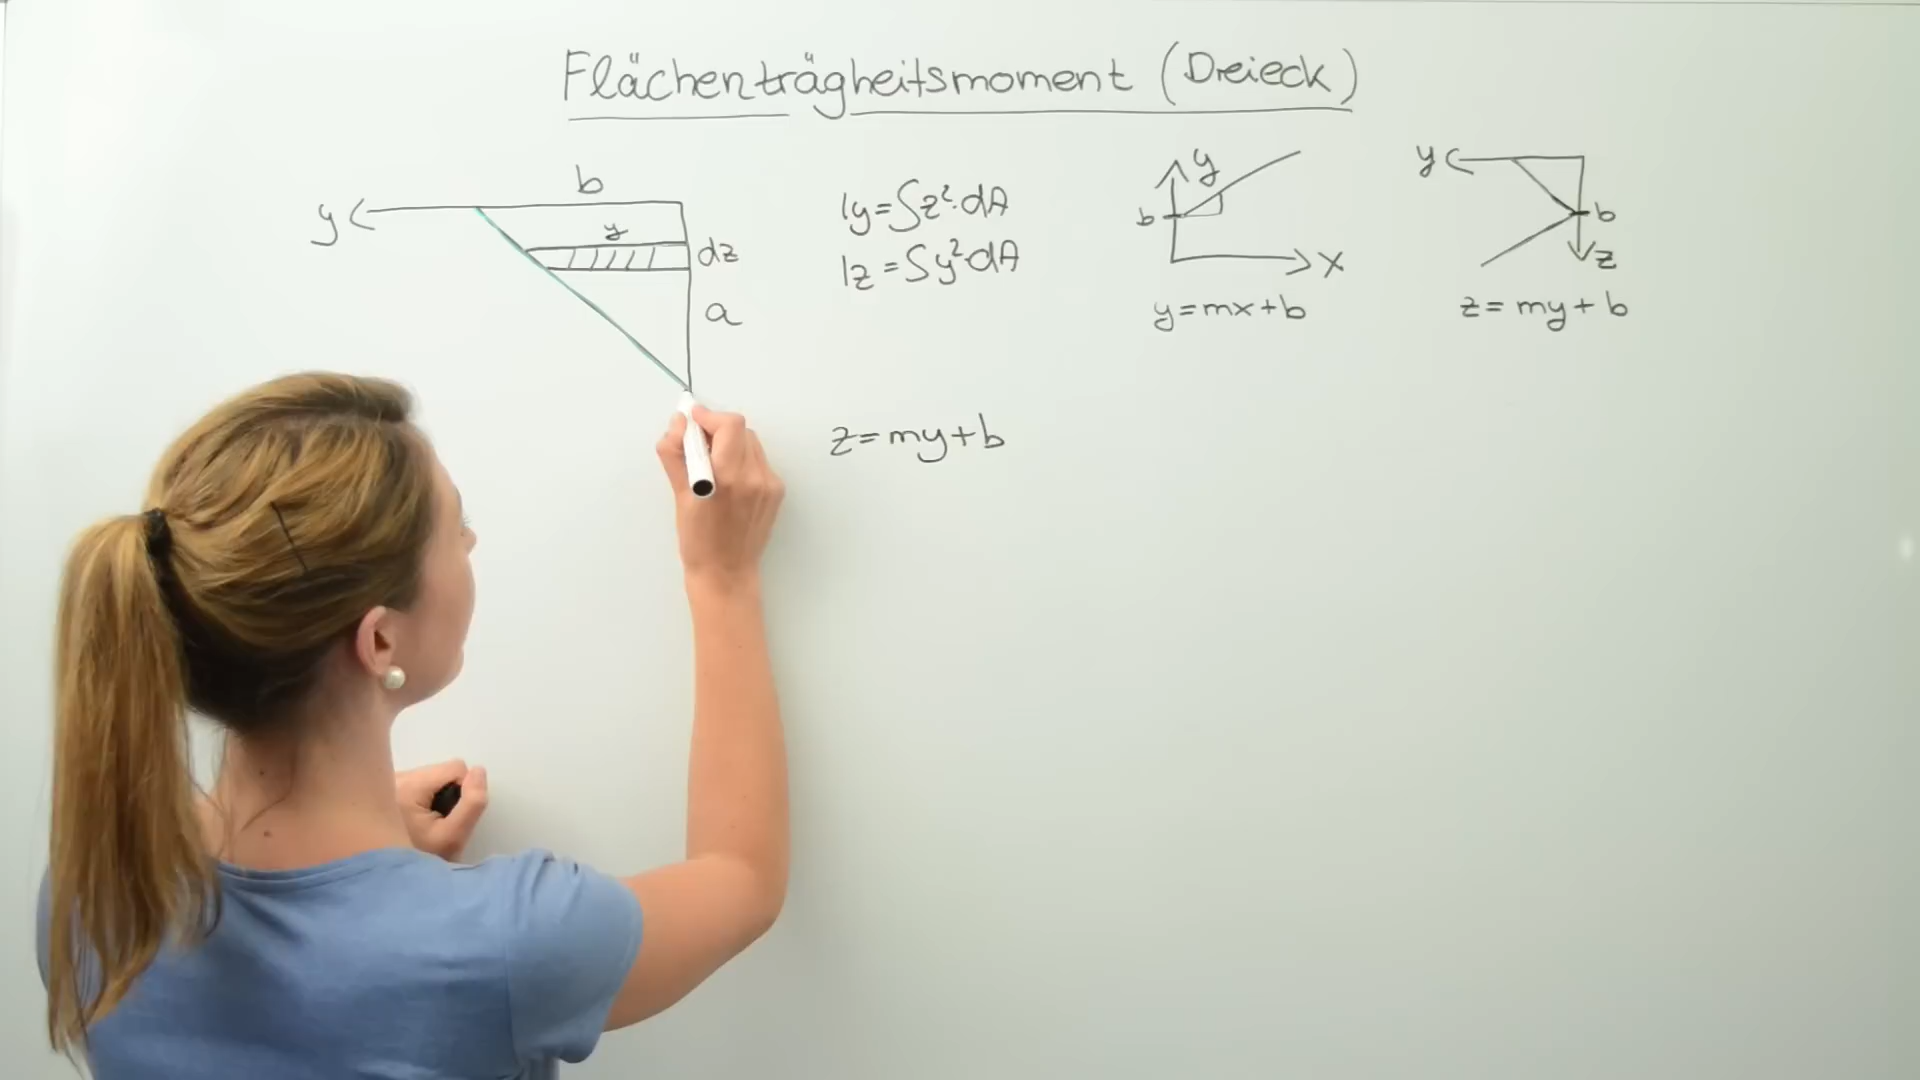 Flächenträgheitsmoment (Dreieck)
b
y
y
dz
a
Iy=∫z²·dA
Iz=∫y²·dA
y
b
x
y=mx+b
y
b
z
z=my+b
z=my+b